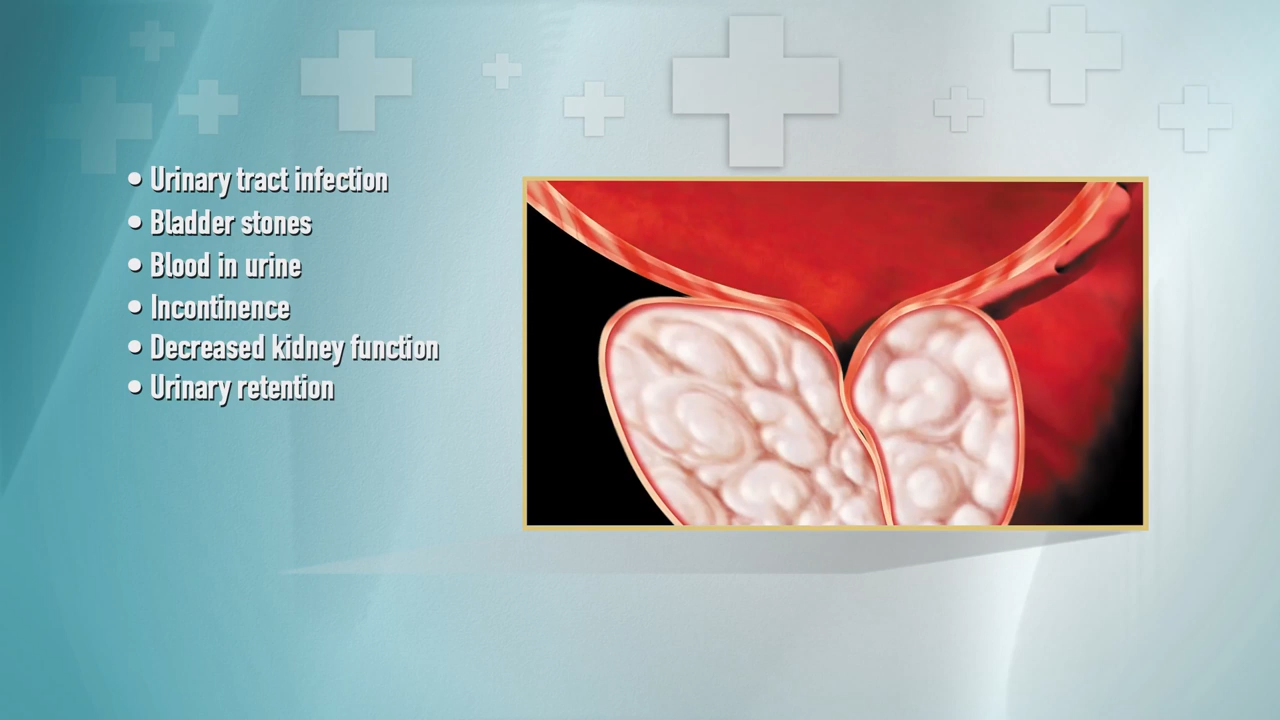 • Urinary tract infection
• Bladder stones
• Blood in urine
• Incontinence
• Decreased kidney function
• Urinary retention